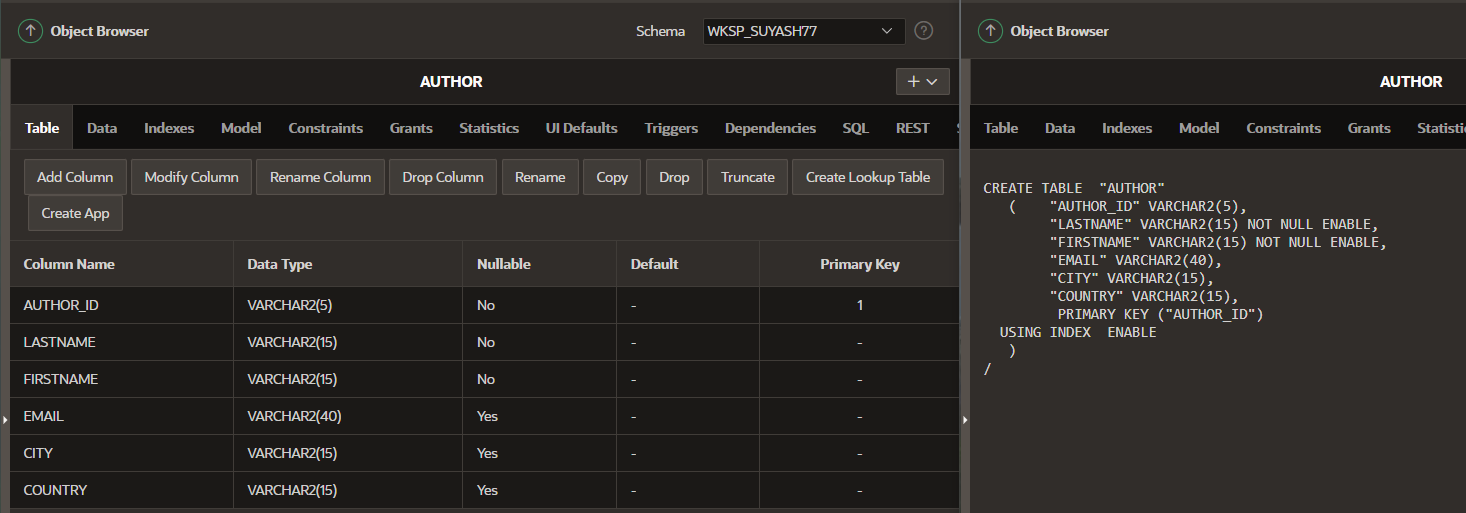 Object Browser Schema WKSP_SUYASH77 ?
AUTHOR
Table Data Indexes Model Constraints Grants Statistics UI Defaults Triggers Dependencies SQL REST
Add Column Modify Column Rename Column Drop Column Rename Copy Drop Truncate Create Lookup Table
Create App
Column Name Data Type Nullable Default Primary Key
AUTHOR_ID VARCHAR2(5) No - 1
LASTNAME VARCHAR2(15) No - -
FIRSTNAME VARCHAR2(15) No - -
EMAIL VARCHAR2(40) Yes - -
CITY VARCHAR2(15) Yes - -
COUNTRY VARCHAR2(15) Yes - -
Object Browser
AUTHOR
Table Data Indexes Model Constraints Grants Statisti
CREATE TABLE "AUTHOR"
( "AUTHOR_ID" VARCHAR2(5),
"LASTNAME" VARCHAR2(15) NOT NULL ENABLE,
"FIRSTNAME" VARCHAR2(15) NOT NULL ENABLE,
"EMAIL" VARCHAR2(40),
"CITY" VARCHAR2(15),
"COUNTRY" VARCHAR2(15),
PRIMARY KEY ("AUTHOR_ID")
USING INDEX ENABLE
)
/